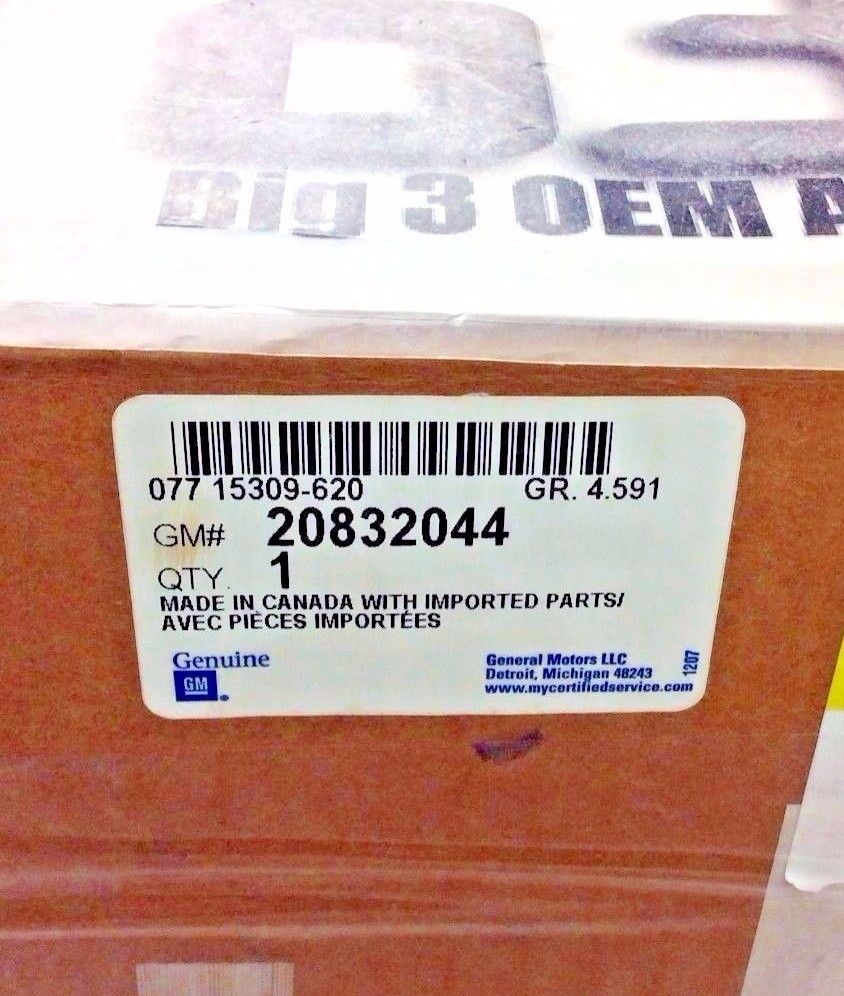 Big 3 OEM
077 15309-620 GR. 4.591
GM# 20832044
QTY. 1
MADE IN CANADA WITH IMPORTED PARTS/
AVEC PIÈCES IMPORTÉES
Genuine
GM
General Motors LLC
Detroit, Michigan 48243
www.mycertifiedservice.com
1207